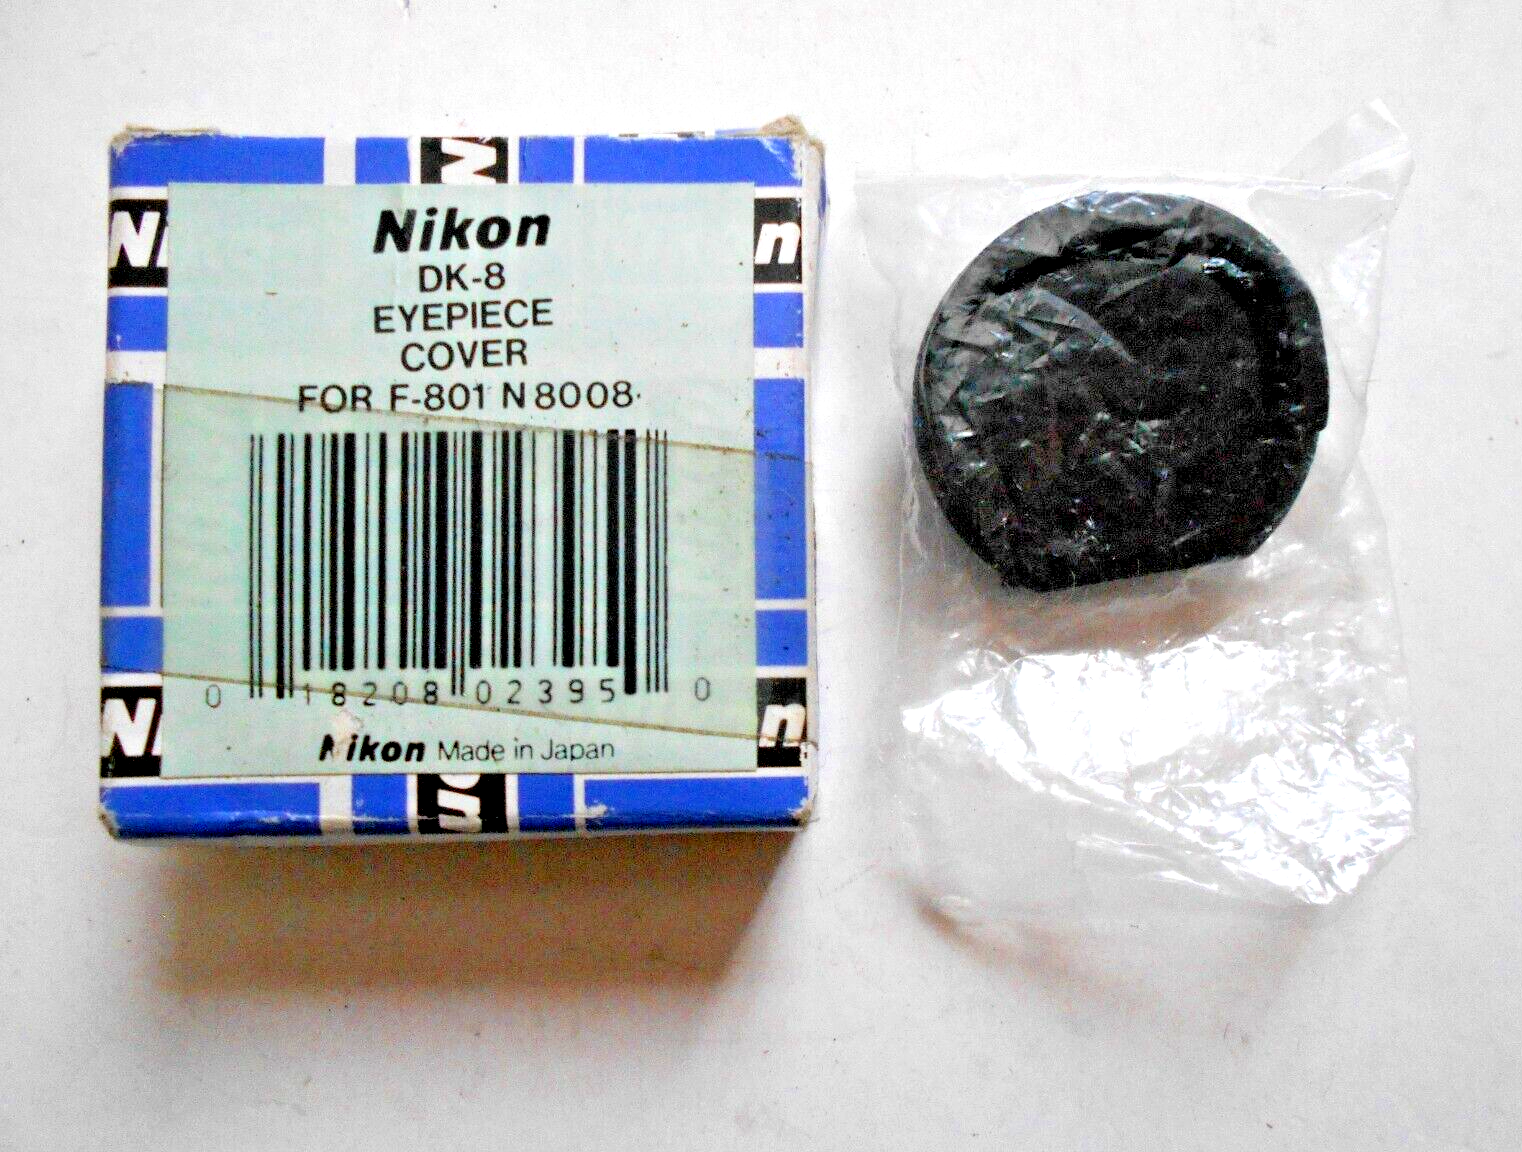 Nikon
DK-8
EYEPIECE
COVER
FOR F-801 N8008
0 18208 02395 0
Nikon Made in Japan